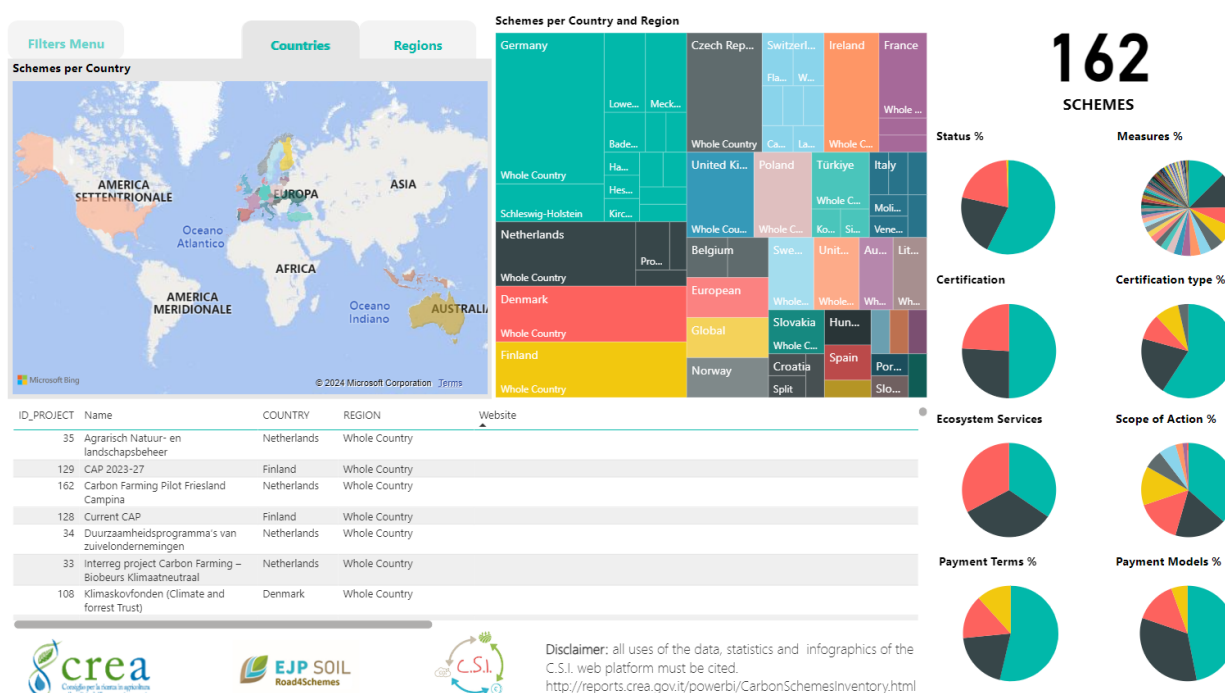 Schemes per Country and Region
Filters Menu
Countries
Regions
Schemes per Country
AMERICA
SETTENTRIONALE
EUROPA
ASIA
Oceano
Atlantico
AFRICA
AMERICA
MERIDIONALE
Oceano
Indiano
AUSTRALI
Microsoft Bing
© 2024 Microsoft Corporation Terms
Germany
Whole Country
Schleswig-Holstein
Lowe...
Meck...
Bade...
Ha...
Hes...
Kirc...
Netherlands
Whole Country
Pro...
Denmark
Whole Country
Finland
Whole Country
Czech Rep...
Whole Country
Switzerl...
Fla...
W...
Ca...
La...
Ireland
Whole C...
France
Whole ...
United Ki...
Whole Cou...
Poland
Whole C...
Türkiye
Whole C...
Ko...
Si...
Italy
Moli...
Vene...
Belgium
European
Global
Norway
Swe...
Whole...
Unit...
Whole...
Au...
Wh...
Lit...
Wh...
Slovakia
Whole C...
Croatia
Split
Hun...
Spain
Por...
Slo...
162
SCHEMES
Status %
Measures %
Certification
Certification type %
Ecosystem Services
Scope of Action %
Payment Terms %
Payment Models %
ID_PROJECT Name COUNTRY REGION Website
35 Agrarisch Natuur- en Netherlands Whole Country
landschapsbeheer
129 CAP 2023-27 Finland Whole Country
162 Carbon Farming Pilot Friesland Netherlands Whole Country
Campina
128 Current CAP Finland Whole Country
34 Duurzaamheidsprogramma's van Netherlands Whole Country
zuivelondernemingen
33 Interreg project Carbon Farming – Netherlands Whole Country
Biobeurs Klimaatneutraal
108 Klimaskovfonden (Climate and Denmark Whole Country
forrest Trust)
crea
Consiglio per la ricerca in agricoltura
EJP SOIL
Road4Schemes
C.S.I.
Disclaimer: all uses of the data, statistics and infographics of the
C.S.I. web platform must be cited.
http://reports.crea.gov.it/powerbi/CarbonSchemesInventory.html